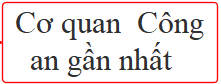 Cơ quan Công
an gần nhất